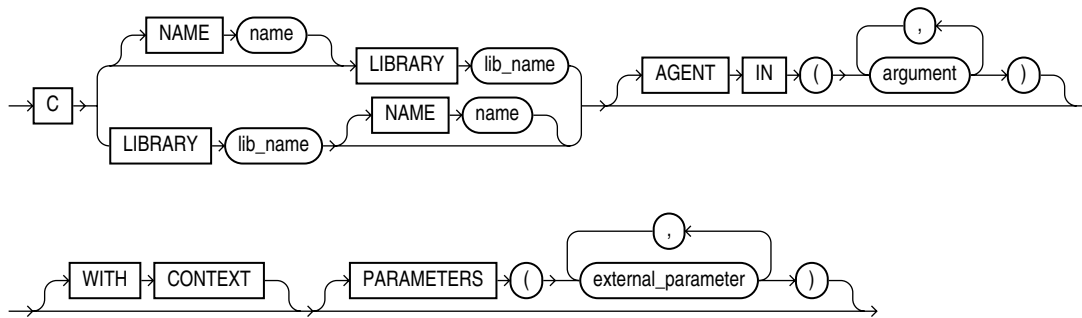 NAME name
LIBRARY lib_name
C
LIBRARY lib_name
NAME name
AGENT IN ( argument , )
WITH CONTEXT
PARAMETERS ( external_parameter , )